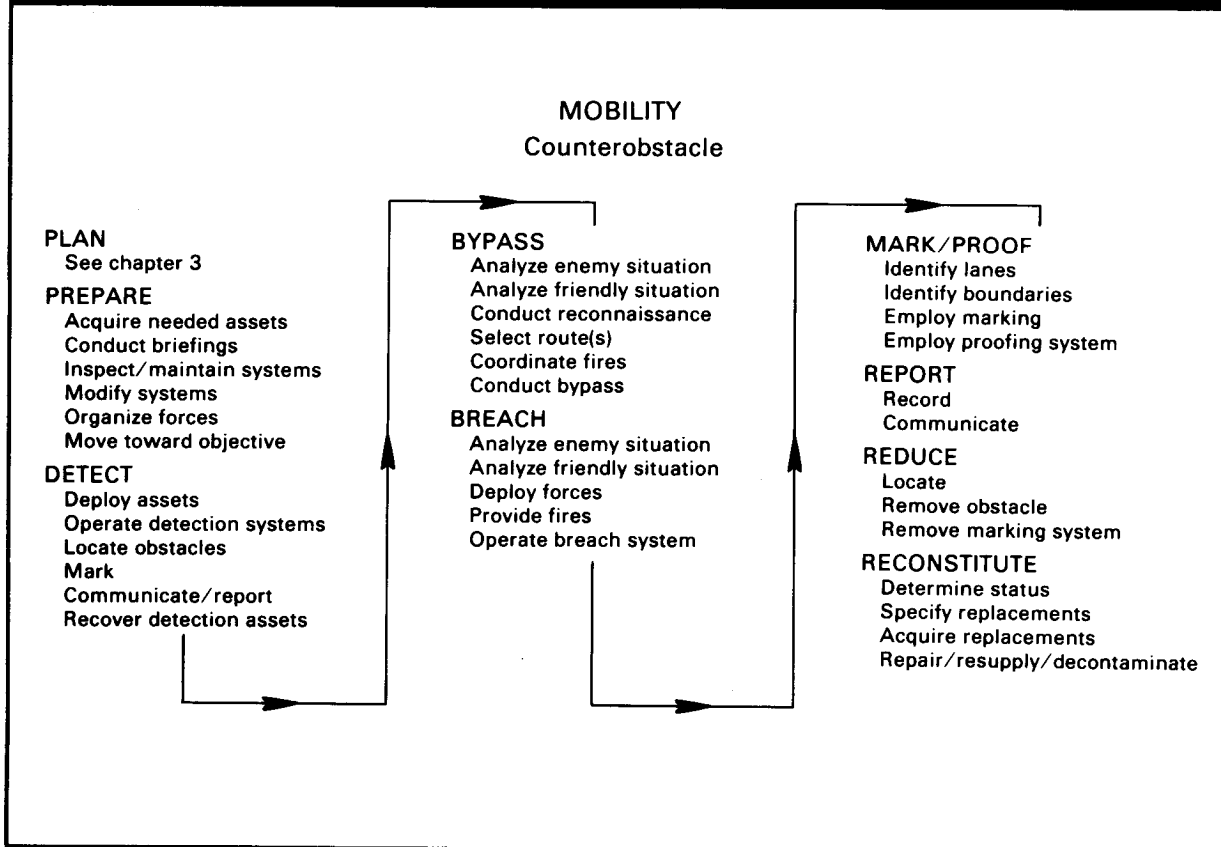 MOBILITY
Counterobstacle
PLAN
See chapter 3
PREPARE
Acquire needed assets
Conduct briefings
Inspect/maintain systems
Modify systems
Organize forces
Move toward objective
DETECT
Deploy assets
Operate detection systems
Locate obstacles
Mark
Communicate/report
Recover detection assets
BYPASS
Analyze enemy situation
Analyze friendly situation
Conduct reconnaissance
Select route(s)
Coordinate fires
Conduct bypass
BREACH
Analyze enemy situation
Analyze friendly situation
Deploy forces
Provide fires
Operate breach system
MARK/PROOF
Identify lanes
Identify boundaries
Employ marking
Employ proofing system
REPORT
Record
Communicate
REDUCE
Locate
Remove obstacle
Remove marking system
RECONSTITUTE
Determine status
Specify replacements
Acquire replacements
Repair/resupply/decontaminate